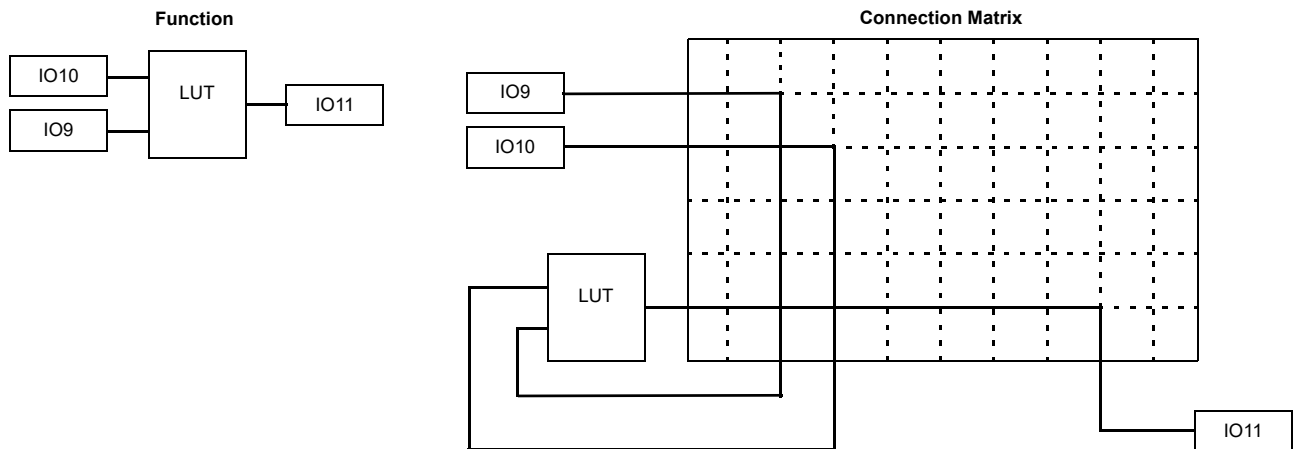 Function
IO10
IO9
LUT
IO11
Connection Matrix
IO9
IO10
LUT
IO11